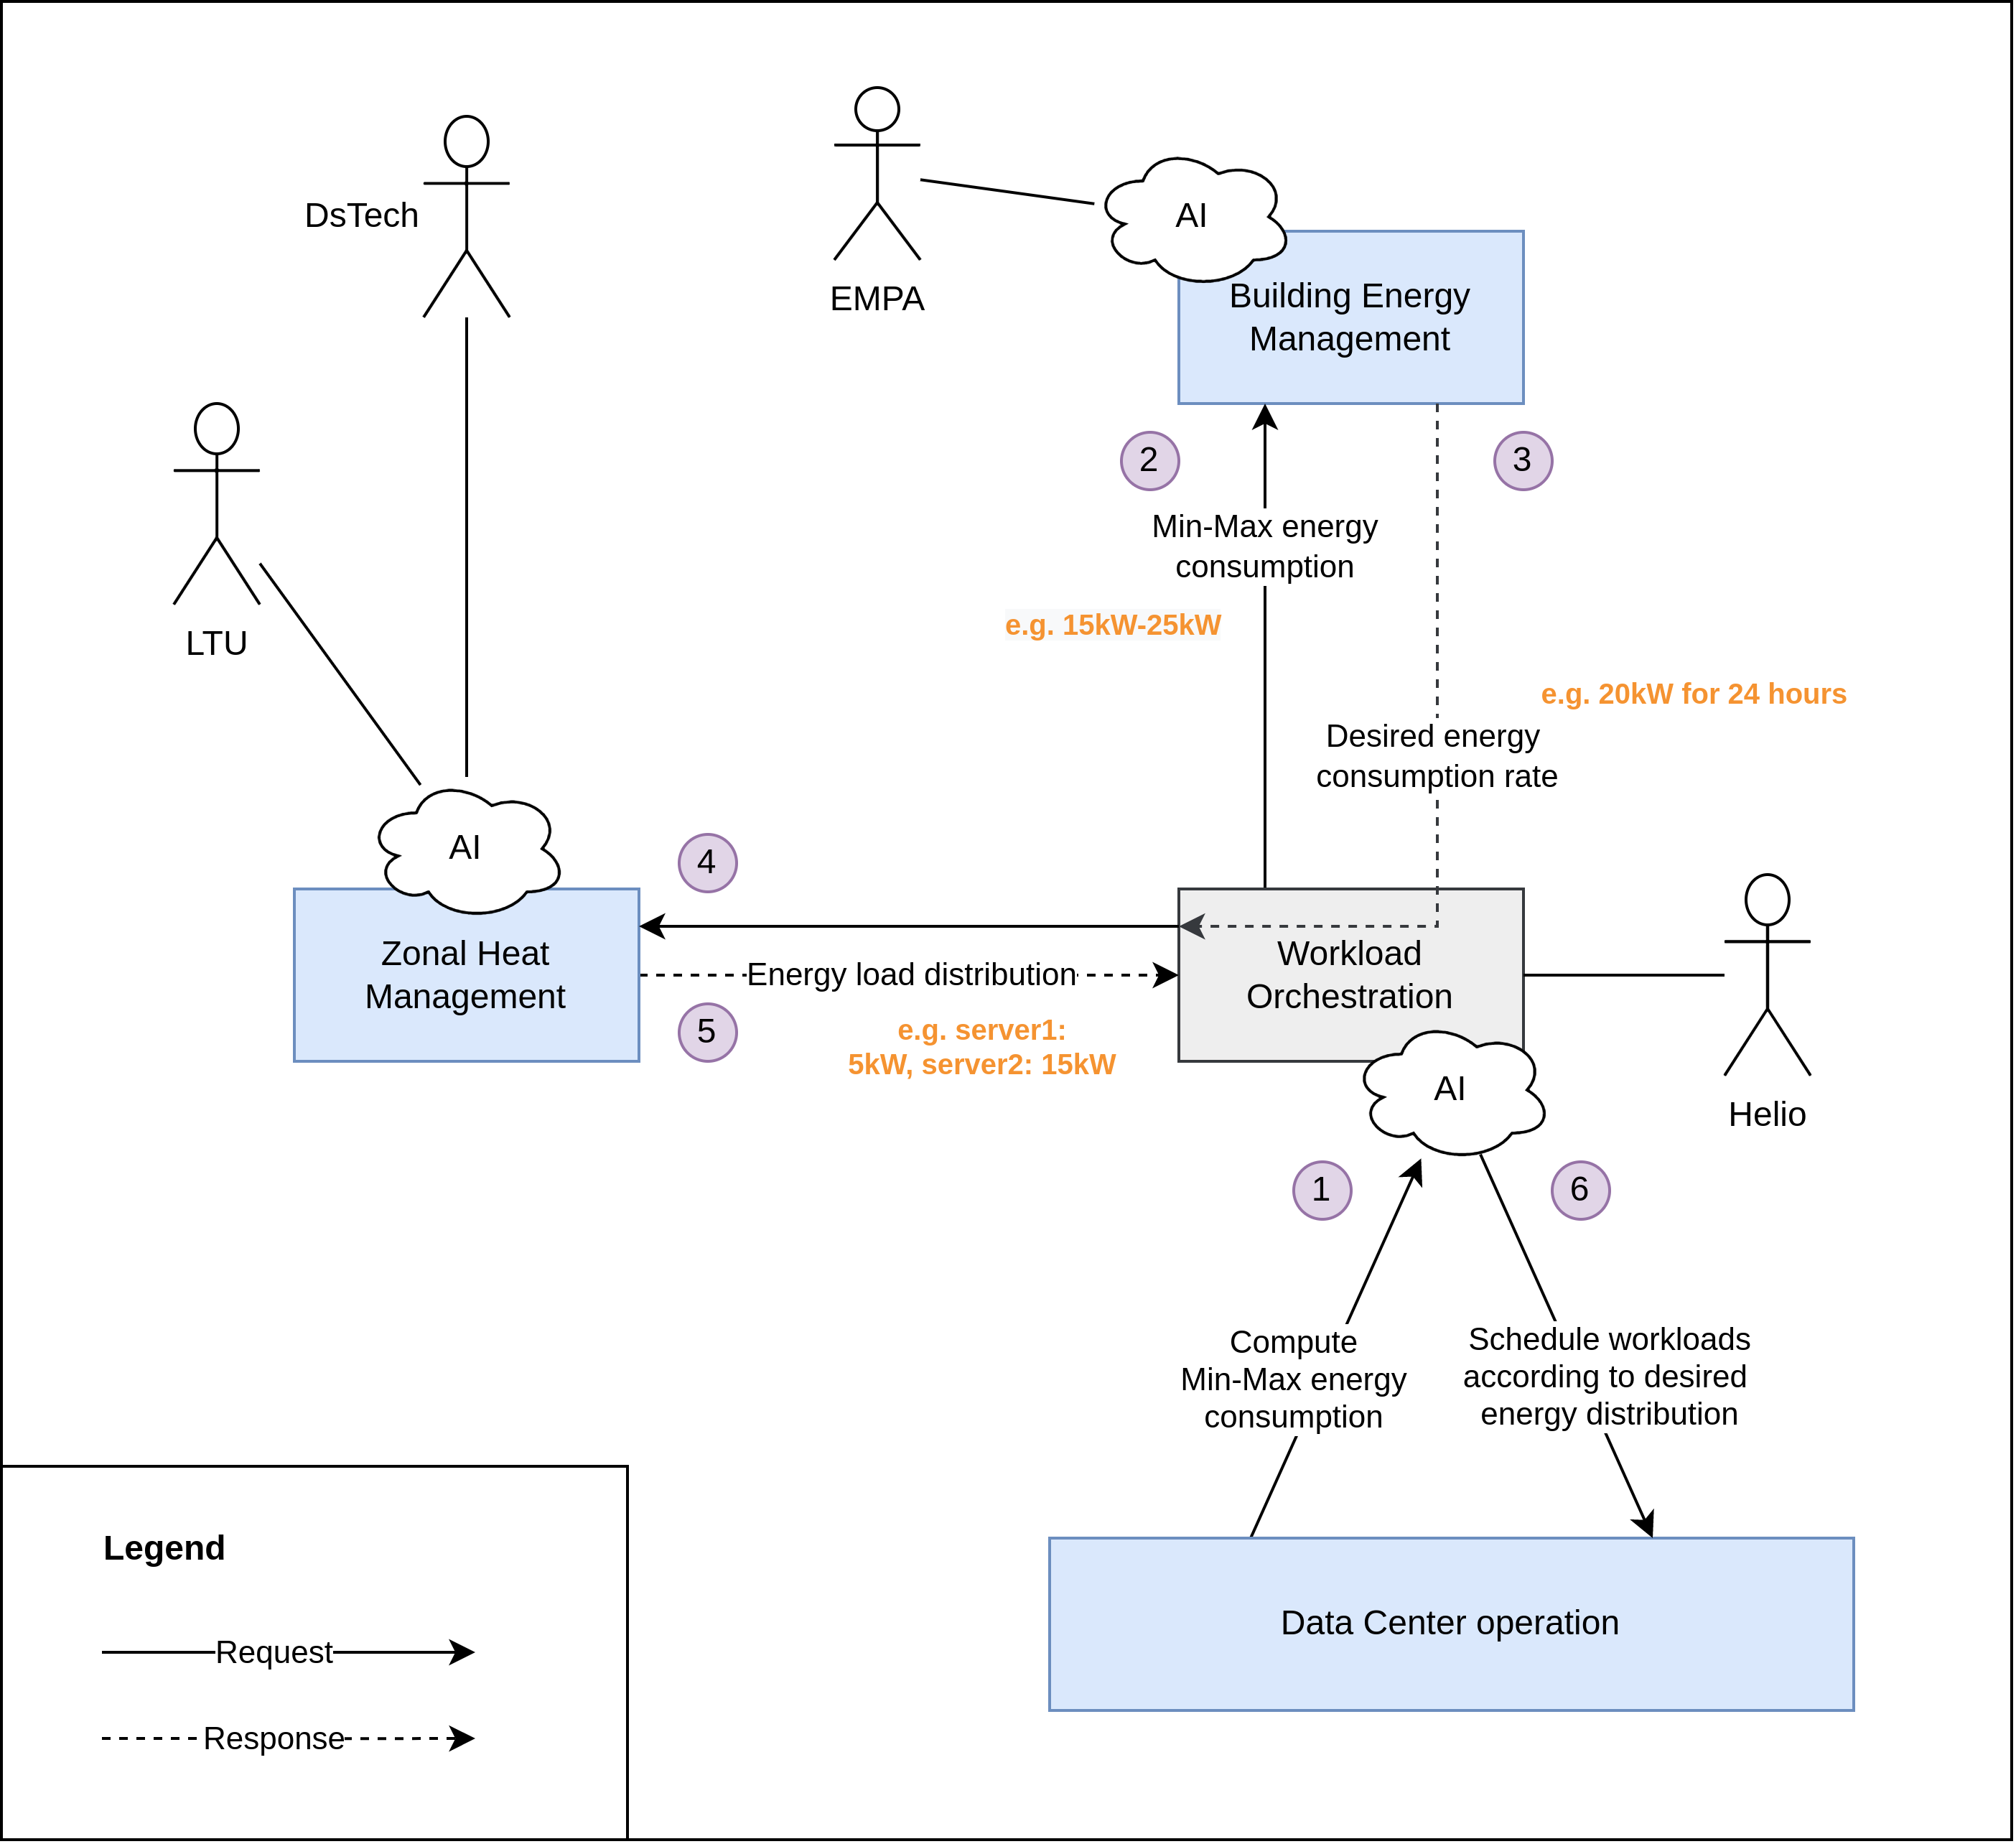 DsTech
EMPA
AI
Building Energy
Management
LTU
2
3
Min-Max energy
consumption
e.g. 15kW-25kW
e.g. 20kW for 24 hours
Desired energy
consumption rate
AI
4
Zonal Heat
Management
Energy load distribution
5
e.g. server1:
5kW, server2: 15kW
Workload
Orchestration
AI
Helio
1
6
Compute
Min-Max energy
consumption
Schedule workloads
according to desired
energy distribution
Data Center operation
Legend
Request
Response